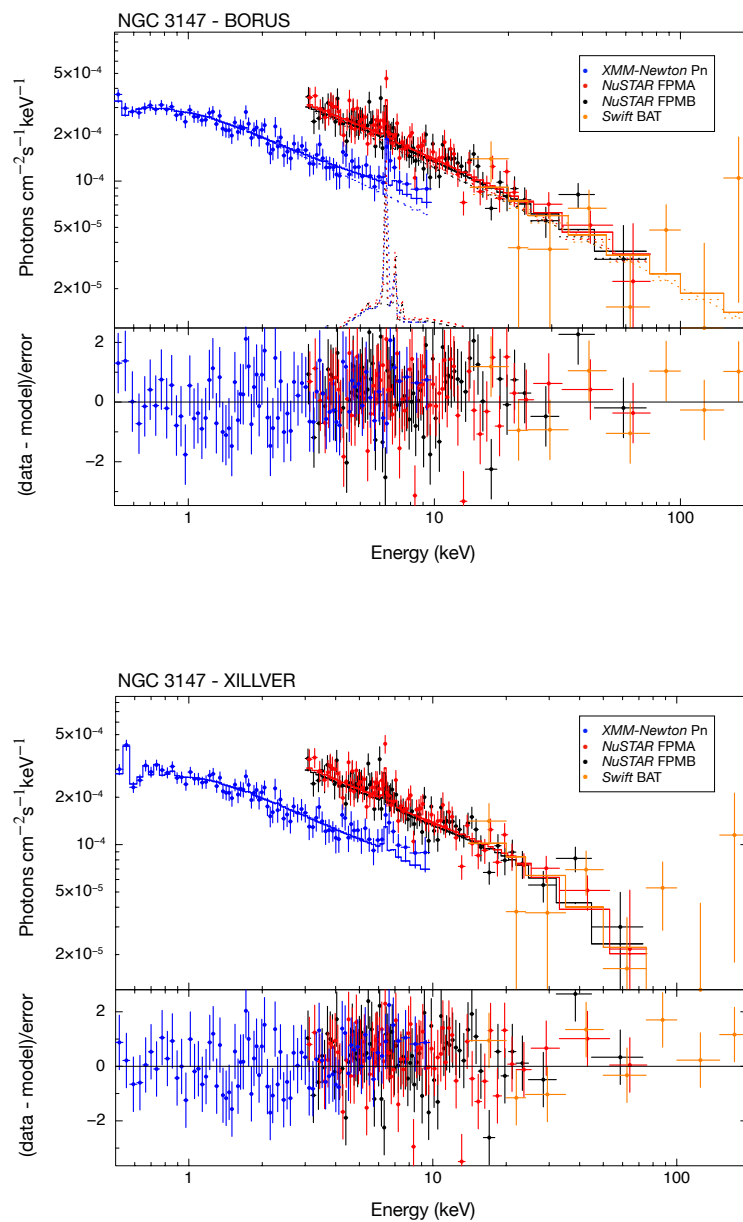 NGC 3147 - BORUS
XMM-Newton Pn
NuSTAR FPMA
NuSTAR FPMB
Swift BAT
5×10⁻⁴
2×10⁻⁴
10⁻⁴
5×10⁻⁵
2×10⁻⁵
Photons cm⁻²s⁻¹keV⁻¹
2
0
−2
(data - model)/error
1 10 100
Energy (keV)
NGC 3147 - XILLVER
XMM-Newton Pn
NuSTAR FPMA
NuSTAR FPMB
Swift BAT
5×10⁻⁴
2×10⁻⁴
10⁻⁴
5×10⁻⁵
2×10⁻⁵
Photons cm⁻²s⁻¹keV⁻¹
2
0
−2
(data - model)/error
1 10 100
Energy (keV)